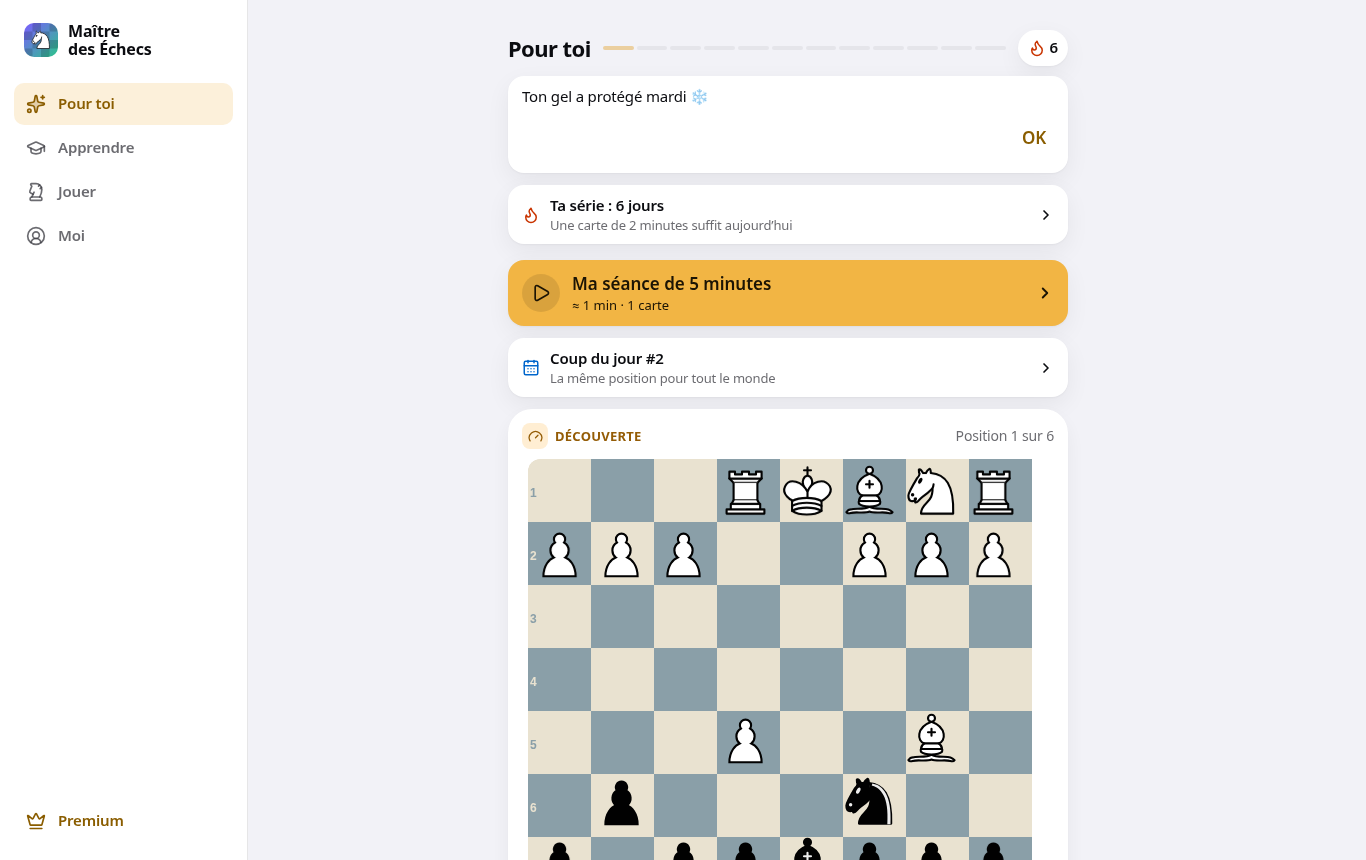 Maître
des Échecs
Pour toi
Apprendre
Jouer
Moi
Premium
Pour toi
6
Ton gel a protégé mardi ❄️
OK
Ta série : 6 jours
Une carte de 2 minutes suffit aujourd’hui
Ma séance de 5 minutes
≈ 1 min · 1 carte
Coup du jour #2
La même position pour tout le monde
DÉCOUVERTE
Position 1 sur 6
1
2
3
4
5
6